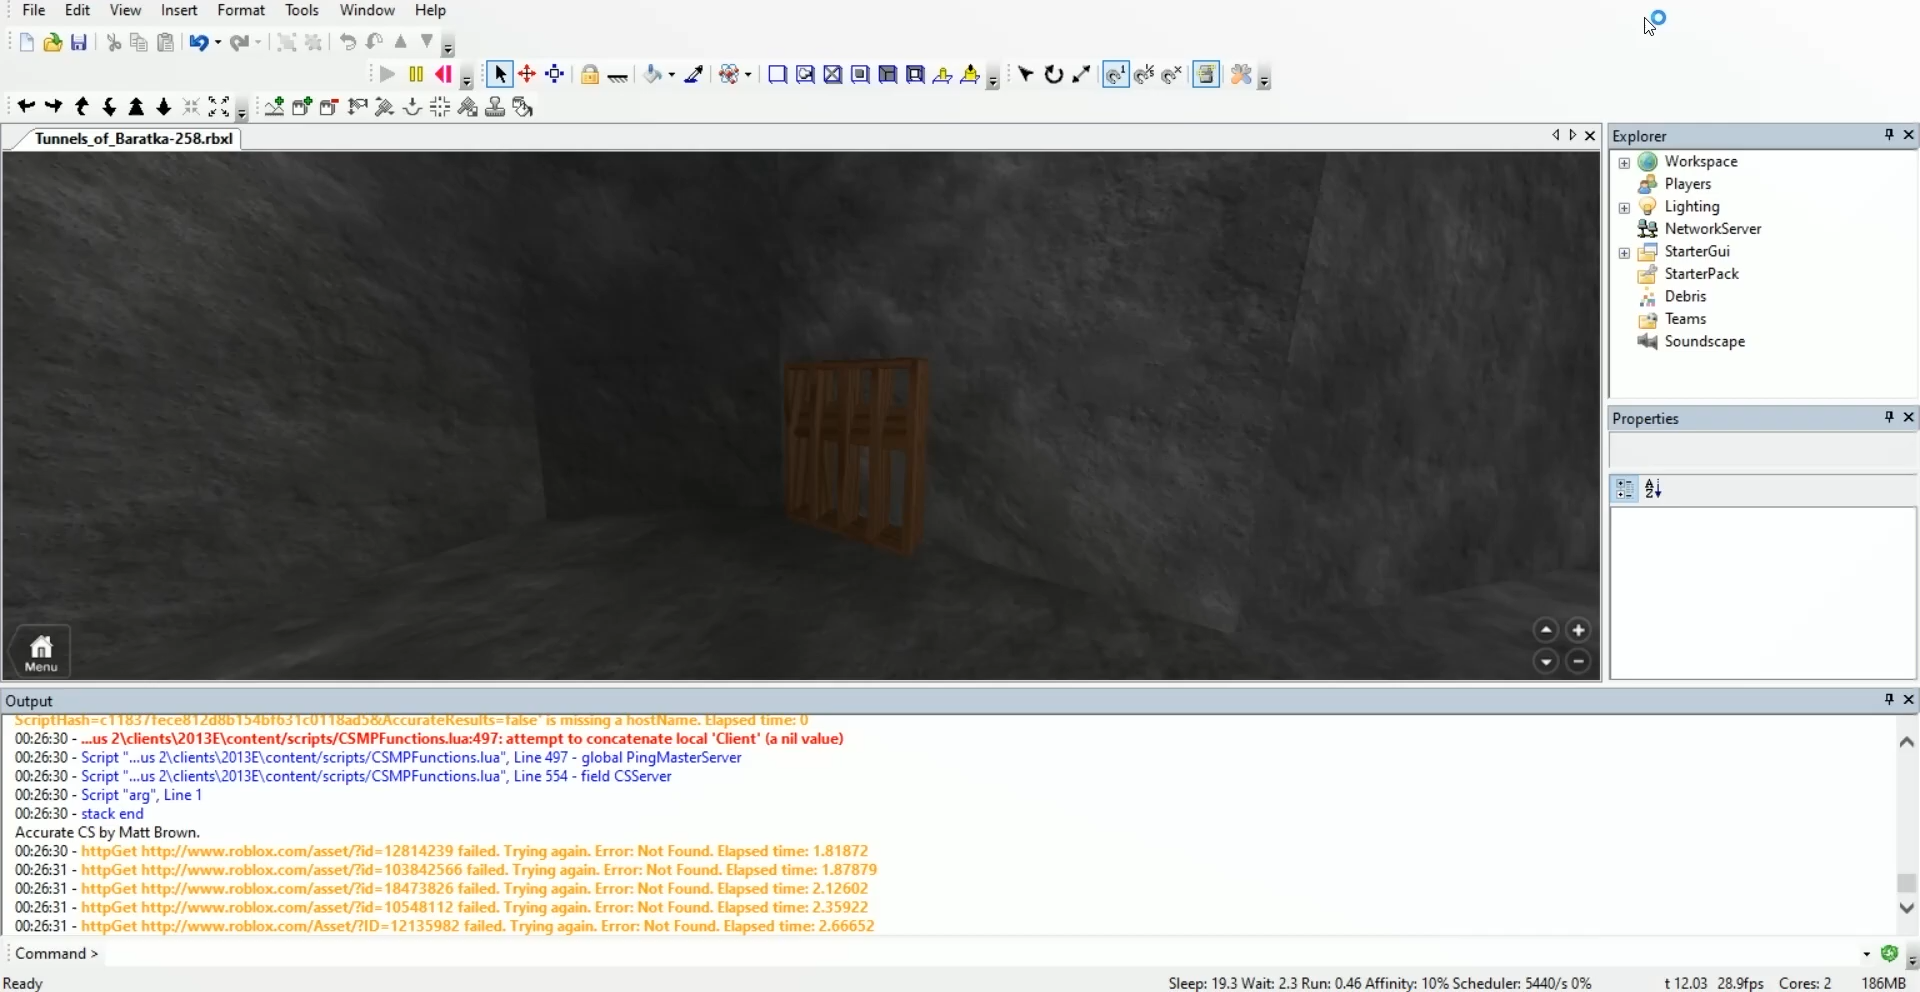 File Edit View Insert Format Tools Window Help
Tunnels_of_Baratka-258.rbxl
Explorer
Workspace
Players
Lighting
NetworkServer
StarterGui
StarterPack
Debris
Teams
Soundscape
Properties
Menu
Output
ScriptHash=c11837fece812d8b154bf631c0118ad5&AccurateResults=false' is missing a hostName. Elapsed time: 0
00:26:30 - ...us 2\clients\2013E\content/scripts/CSMPFunctions.lua:497: attempt to concatenate local 'Client' (a nil value)
00:26:30 - Script "...us 2\clients\2013E\content/scripts/CSMPFunctions.lua", Line 497 - global PingMasterServer
00:26:30 - Script "...us 2\clients\2013E\content/scripts/CSMPFunctions.lua", Line 554 - field CSServer
00:26:30 - Script "arg", Line 1
00:26:30 - stack end
Accurate CS by Matt Brown.
00:26:30 - httpGet http://www.roblox.com/asset/?id=12814239 failed. Trying again. Error: Not Found. Elapsed time: 1.81872
00:26:31 - httpGet http://www.roblox.com/asset/?id=103842566 failed. Trying again. Error: Not Found. Elapsed time: 1.87879
00:26:31 - httpGet http://www.roblox.com/asset/?id=18473826 failed. Trying again. Error: Not Found. Elapsed time: 2.12602
00:26:31 - httpGet http://www.roblox.com/asset/?id=10548112 failed. Trying again. Error: Not Found. Elapsed time: 2.35922
00:26:31 - httpGet http://www.roblox.com/Asset/?ID=12135982 failed. Trying again. Error: Not Found. Elapsed time: 2.66652
Command >
Ready Sleep: 19.3 Wait: 2.3 Run: 0.46 Affinity: 10% Scheduler: 5440/s 0% t 12.03 28.9fps Cores: 2 186MB